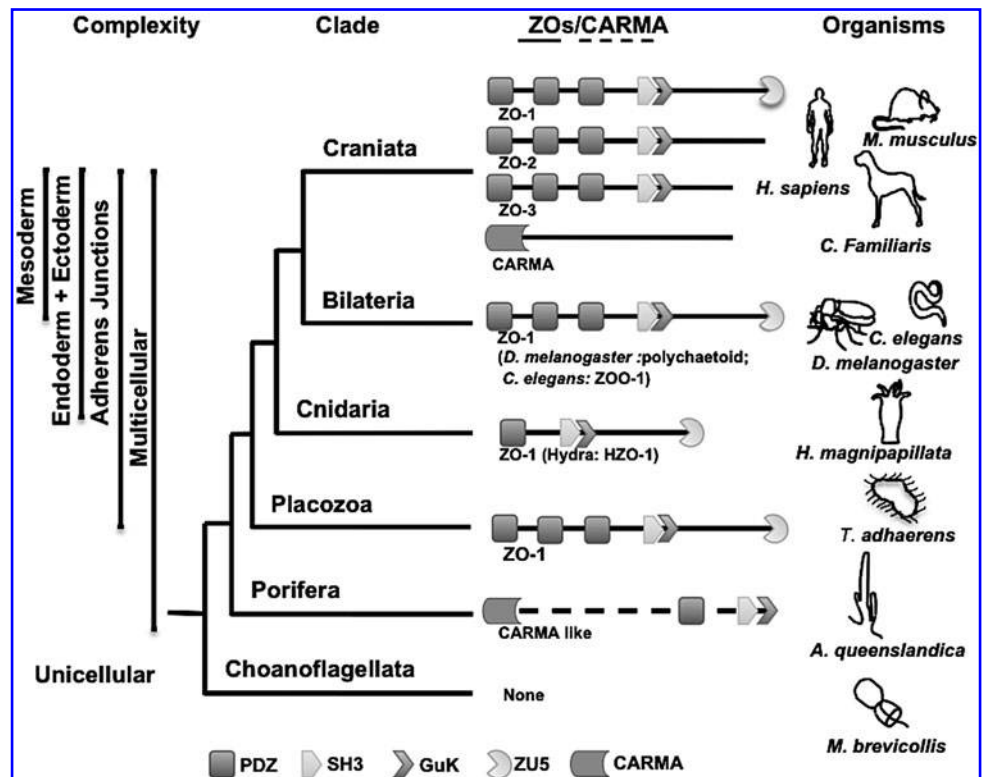 Complexity Clade ZOs/CARMA Organisms
ZO-1
M. musculus
Craniata
ZO-2
H. sapiens
ZO-3
C. Familiaris
CARMA
Mesoderm
Endoderm + Ectoderm
Adherens Junctions
Multicellular
Bilateria
ZO-1
(D. melanogaster :polychaetoid;
C. elegans: ZOO-1)
C. elegans
D. melanogaster
Cnidaria
ZO-1 (Hydra: HZO-1)
H. magnipapillata
Placozoa
ZO-1
T. adhaerens
Porifera
CARMA like
A. queenslandica
Unicellular
Choanoflagellata
None
M. brevicollis
PDZ SH3 GuK ZU5 CARMA